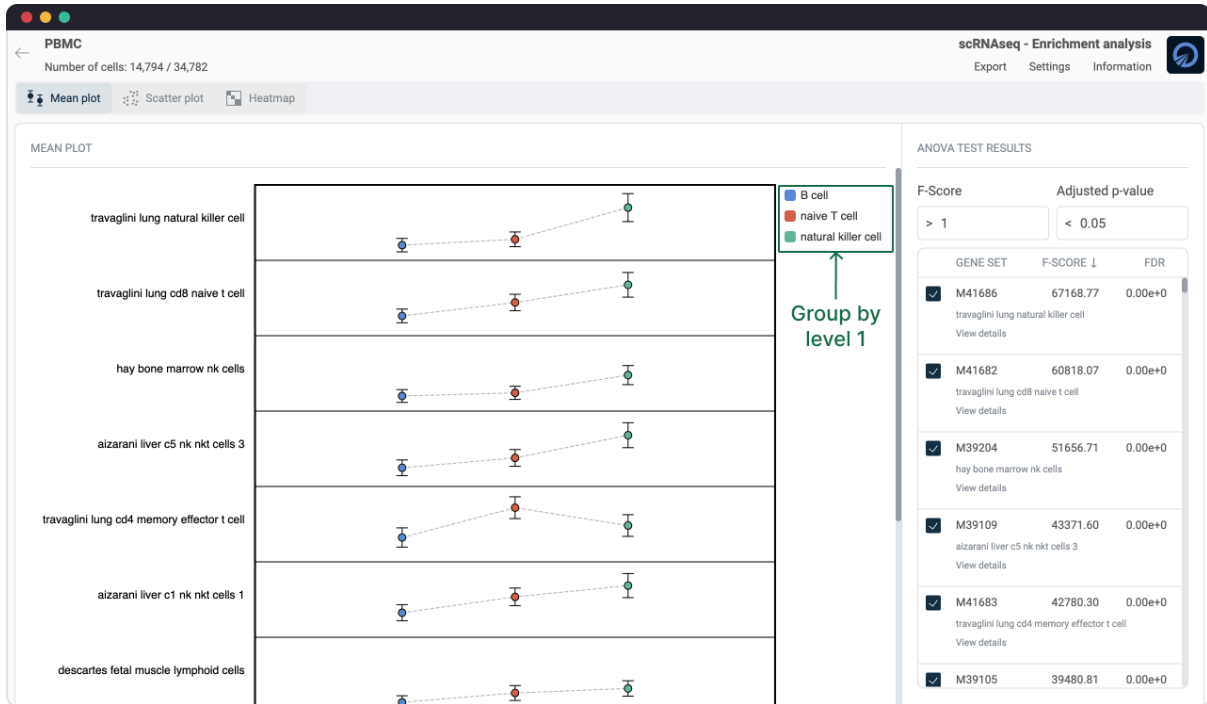 PBMC
Number of cells: 14,794 / 34,782
scRNAseq - Enrichment analysis
Export Settings Information
Mean plot Scatter plot Heatmap
MEAN PLOT
travaglini lung natural killer cell
travaglini lung cd8 naive t cell
hay bone marrow nk cells
aizarani liver c5 nk nkt cells 3
travaglini lung cd4 memory effector t cell
aizarani liver c1 nk nkt cells 1
descartes fetal muscle lymphoid cells
B cell
naive T cell
natural killer cell
Group by
level 1
ANOVA TEST RESULTS
F-Score Adjusted p-value
> 1 < 0.05
GENE SET F-SCORE ↓ FDR
M41686 67168.77 0.00e+0
travaglini lung natural killer cell
View details
M41682 60818.07 0.00e+0
travaglini lung cd8 naive t cell
View details
M39204 51656.71 0.00e+0
hay bone marrow nk cells
View details
M39109 43371.60 0.00e+0
aizarani liver c5 nk nkt cells 3
View details
M41683 42780.30 0.00e+0
travaglini lung cd4 memory effector t cell
View details
M39105 39480.81 0.00e+0